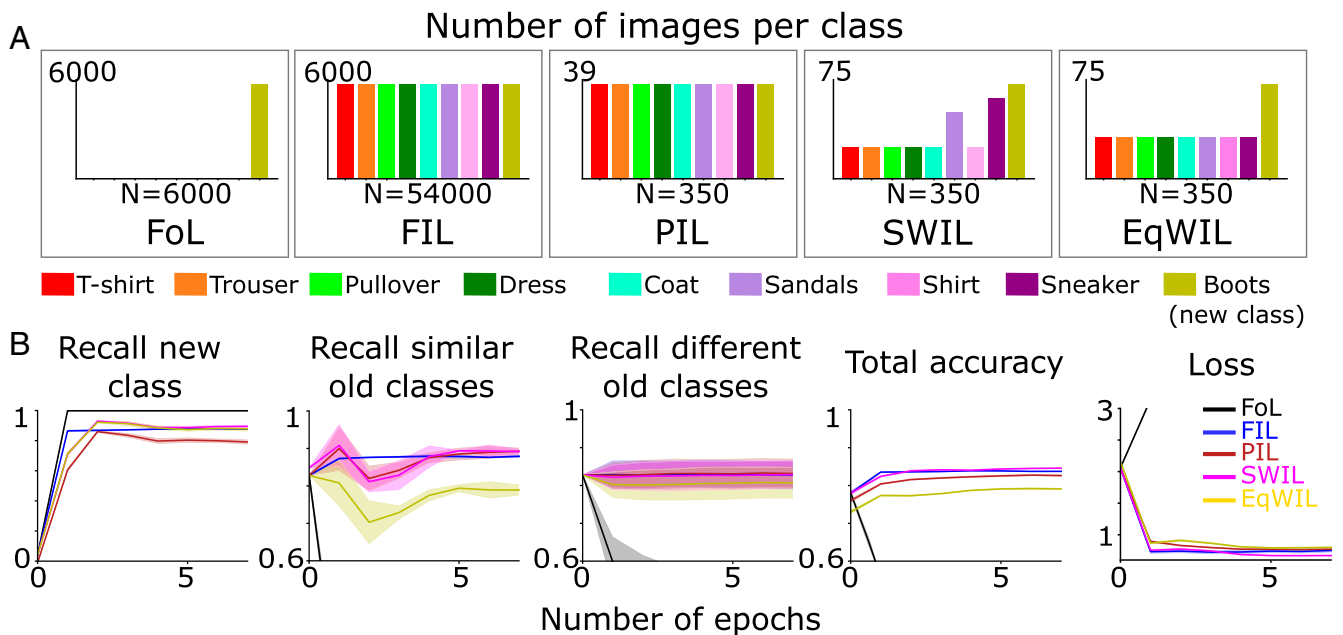 A
Number of images per class
6000
N=6000
FoL
6000
N=54000
FIL
39
N=350
PIL
75
N=350
SWIL
75
N=350
EqWIL
T-shirt
Trouser
Pullover
Dress
Coat
Sandals
Shirt
Sneaker
Boots
(new class)
B
Recall new
class
1
0
0
5
Recall similar
old classes
1
0.6
0
5
Recall different
old classes
1
0.6
0
5
Total accuracy
1
0.6
0
5
Loss
3
1
0
5
FoL
FIL
PIL
SWIL
EqWIL
Number of epochs